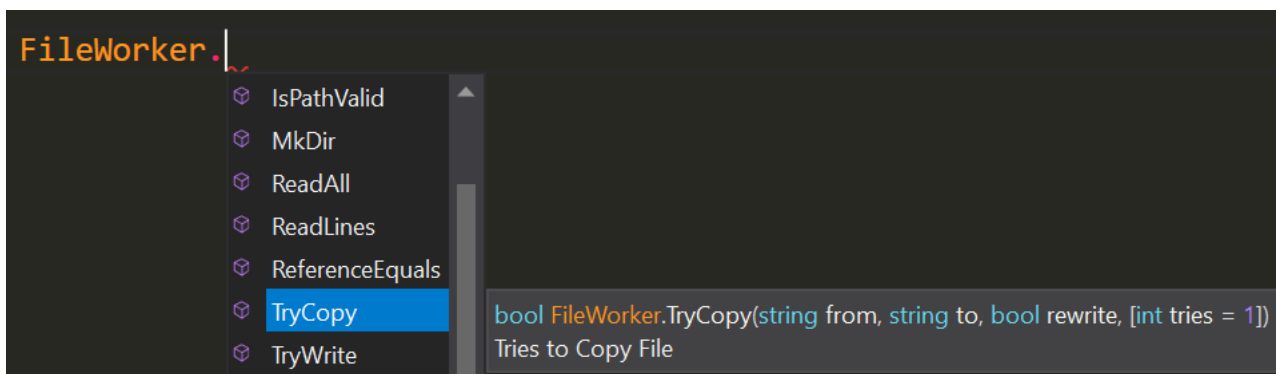 FileWorker.
IsPathValid
MkDir
ReadAll
ReadLines
ReferenceEquals
TryCopy
bool FileWorker.TryCopy(string from, string to, bool rewrite, [int tries = 1])
TryWrite
Tries to Copy File